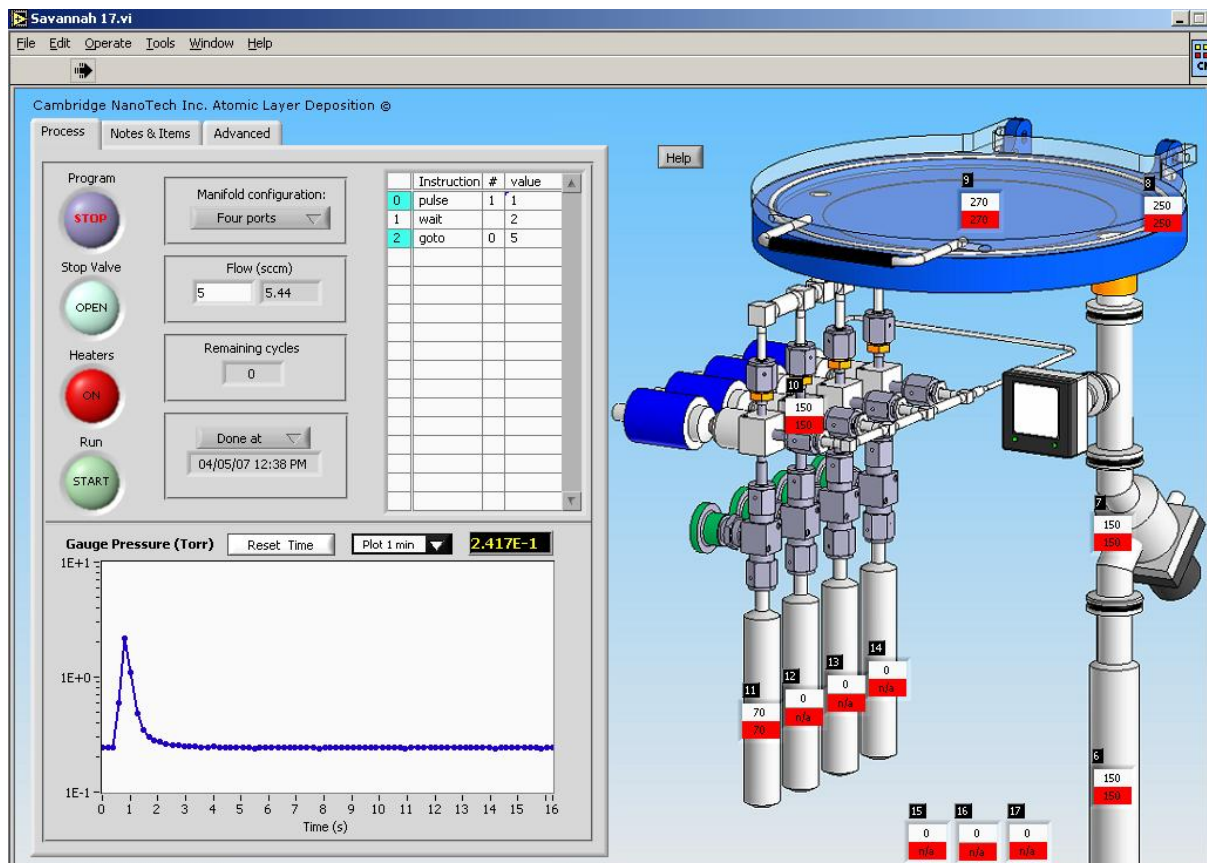 Savannah 17.vi
File Edit Operate Tools Window Help
Cambridge NanoTech Inc. Atomic Layer Deposition ©
Process Notes & Items Advanced
Program
STOP
Stop Valve
OPEN
Heaters
ON
Run
START
Manifold configuration:
Four ports
Flow (sccm)
5 5.44
Remaining cycles
0
Done at
04/05/07 12:38 PM
Instruction # value
0 pulse 1 1
1 wait 2
2 goto 0 5
Gauge Pressure (Torr) Reset Time Plot 1 min 2.417E-1
1E+1
1E+0
1E-1
0 1 2 3 4 5 6 7 8 9 10 11 12 13 14 15 16
Time (s)
Help
9
270
270
8
250
250
10
150
150
7
150
150
14
0
n/a
13
0
n/a
12
0
n/a
11
70
70
6
150
150
15 16 17
0 0 0
n/a n/a n/a